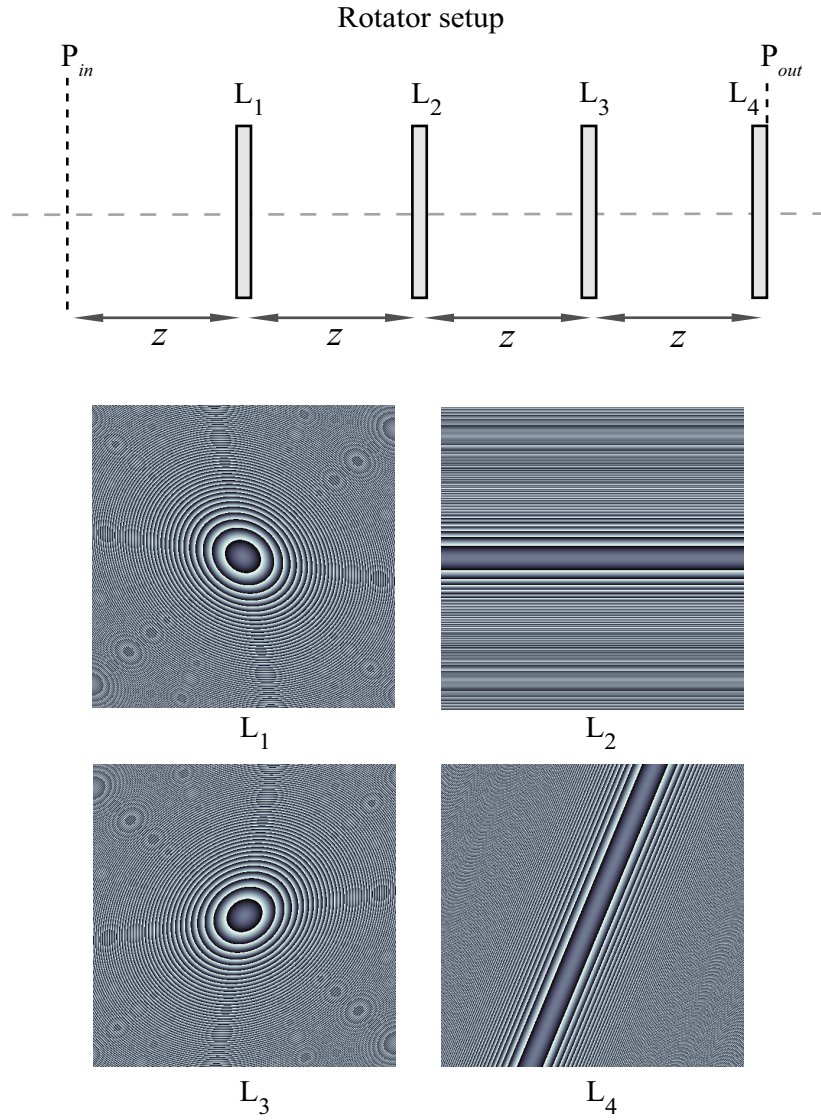 Rotator setup
P_in P_out
L_1 L_2 L_3 L_4
z z z z
L_1 L_2
L_3 L_4